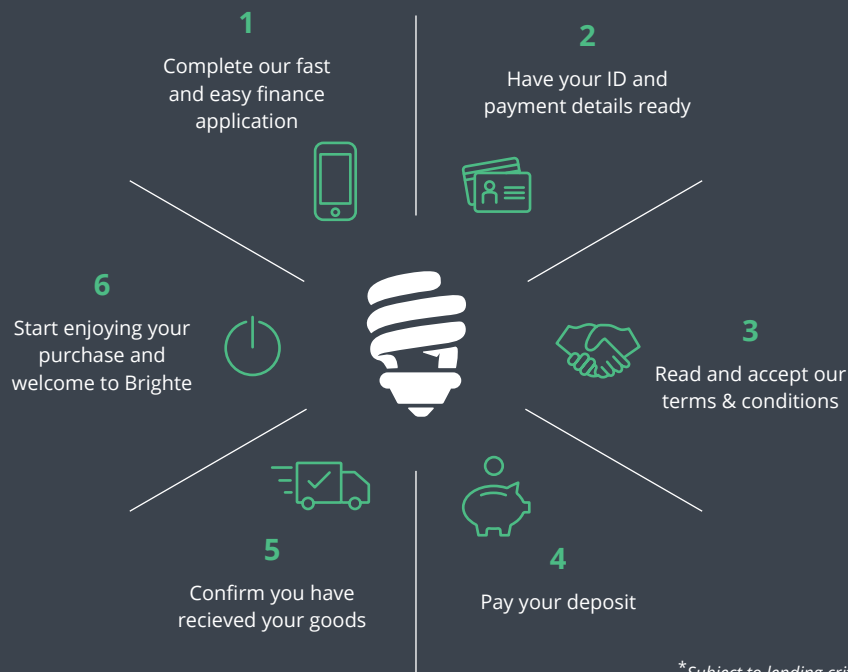 1
Complete our fast
and easy finance
application
2
Have your ID and
payment details ready
3
Read and accept our
terms & conditions
4
Pay your deposit
5
Confirm you have
recieved your goods
6
Start enjoying your
purchase and
welcome to Brighte
*Subject to lending